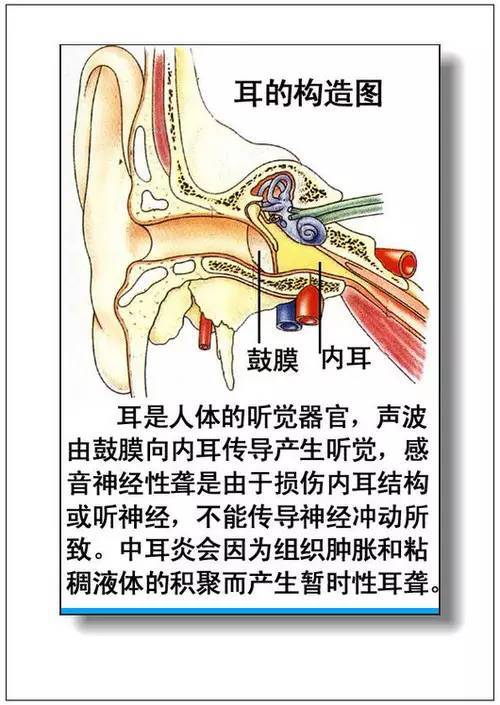 耳的构造图
鼓膜
内耳
耳是人体的听觉器官，声波
由鼓膜向内耳传导产生听觉，感
音神经性聋是由于损伤内耳结构
或听神经，不能传导神经冲动所
致。中耳炎会因为组织肿胀和粘
稠液体的积聚而产生暂时性耳聋。